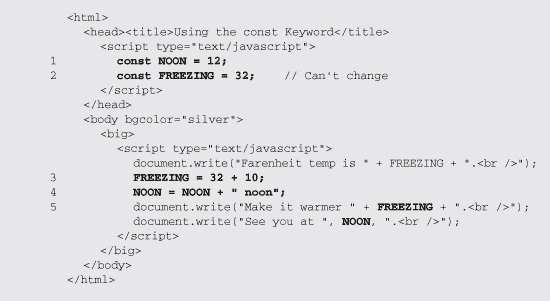 <html>
<head><title>Using the const Keyword</title>
<script type="text/javascript">
1 const NOON = 12;
2 const FREEZING = 32; // Can't change
</script>
</head>
<body bgcolor="silver">
<big>
<script type="text/javascript">
document.write("Farenheit temp is " + FREEZING + ".<br />");
3 FREEZING = 32 + 10;
4 NOON = NOON + " noon";
5 document.write("Make it warmer " + FREEZING + ".<br />");
document.write("See you at ", NOON, ".<br />");
</script>
</big>
</body>
</html>